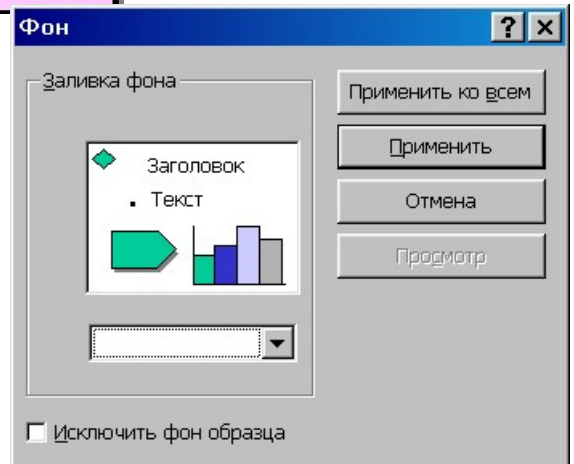 Фон
Заливка фона
Заголовок
Текст
Применить ко всем
Применить
Отмена
Просмотр
Исключить фон образца